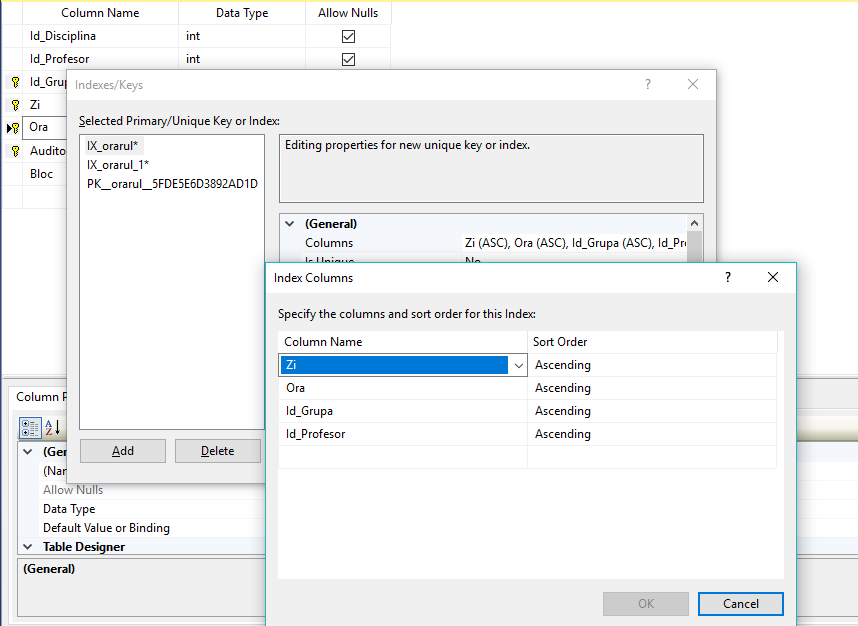 Column Name Data Type Allow Nulls
Id_Disciplina int
Id_Profesor int
Id_Grup
Zi
Ora
Audito
Bloc
Indexes/Keys ?
Selected Primary/Unique Key or Index:
IX_orarul*
IX_orarul_1*
PK__orarul__5FDE5E6D3892AD1D
Add Delete
Editing properties for new unique key or index.
(General)
Columns Zi (ASC), Ora (ASC), Id_Grupa (ASC), Id_Pr
Is Unique No
Index Columns ?
Specify the columns and sort order for this Index:
Column Name Sort Order
Zi Ascending
Ora Ascending
Id_Grupa Ascending
Id_Profesor Ascending
OK Cancel
Column P
A
Z
(Ger
(Nar
Allow Nulls
Data Type
Default Value or Binding
Table Designer
(General)